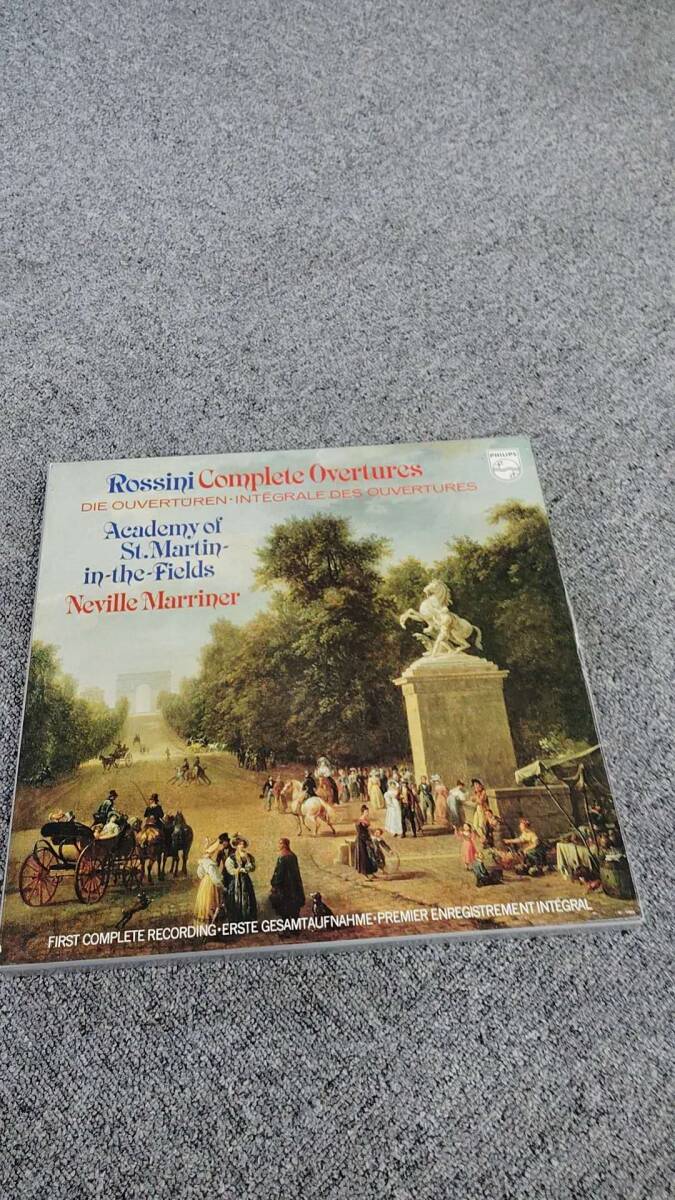 PHILIPS
Rossini Complete Overtures
DIE OUVERTÜREN · INTÉGRALE DES OUVERTURES
Academy of
St. Martin-
in-the-Fields
Neville Marriner
FIRST COMPLETE RECORDING · ERSTE GESAMTAUFNAHME · PREMIER ENREGISTREMENT INTÉGRAL